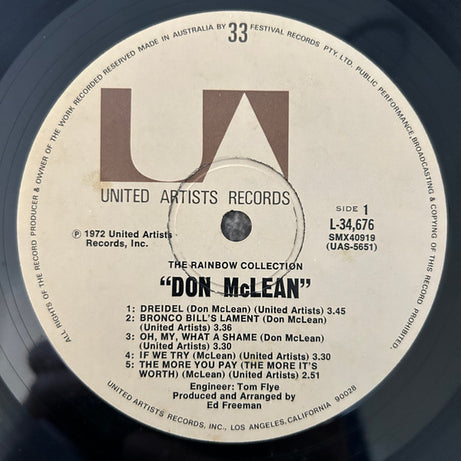 ALL RIGHTS OF THE RECORD PRODUCER & OWNER OF THE WORK RECORDED RESERVED MADE IN AUSTRALIA BY 33 FESTIVAL RECORDS PTY. LTD. PUBLIC PERFORMANCE, BROADCASTING & COPYING OF THIS RECORD PROHIBITED.
UA
UNITED ARTISTS RECORDS
SIDE 1
L-34,676
SMX40919
(UAS-5651)
℗ 1972 United Artists
Records, Inc.
THE RAINBOW COLLECTION
"DON McLEAN"
1: DREIDEL (Don McLean) (United Artists) 3.45
2: BRONCO BILL'S LAMENT (Don McLean)
(United Artists) 3.36
3: OH, MY, WHAT A SHAME (Don McLean)
(United Artists) 3.30
4: IF WE TRY (McLean) (United Artists) 3.30
5: THE MORE YOU PAY (THE MORE IT'S
WORTH) (McLean) (United Artists) 2.51
Engineer: Tom Flye
Produced and Arranged by
Ed Freeman
UNITED ARTISTS RECORDS, INC., LOS ANGELES, CALIFORNIA 90028